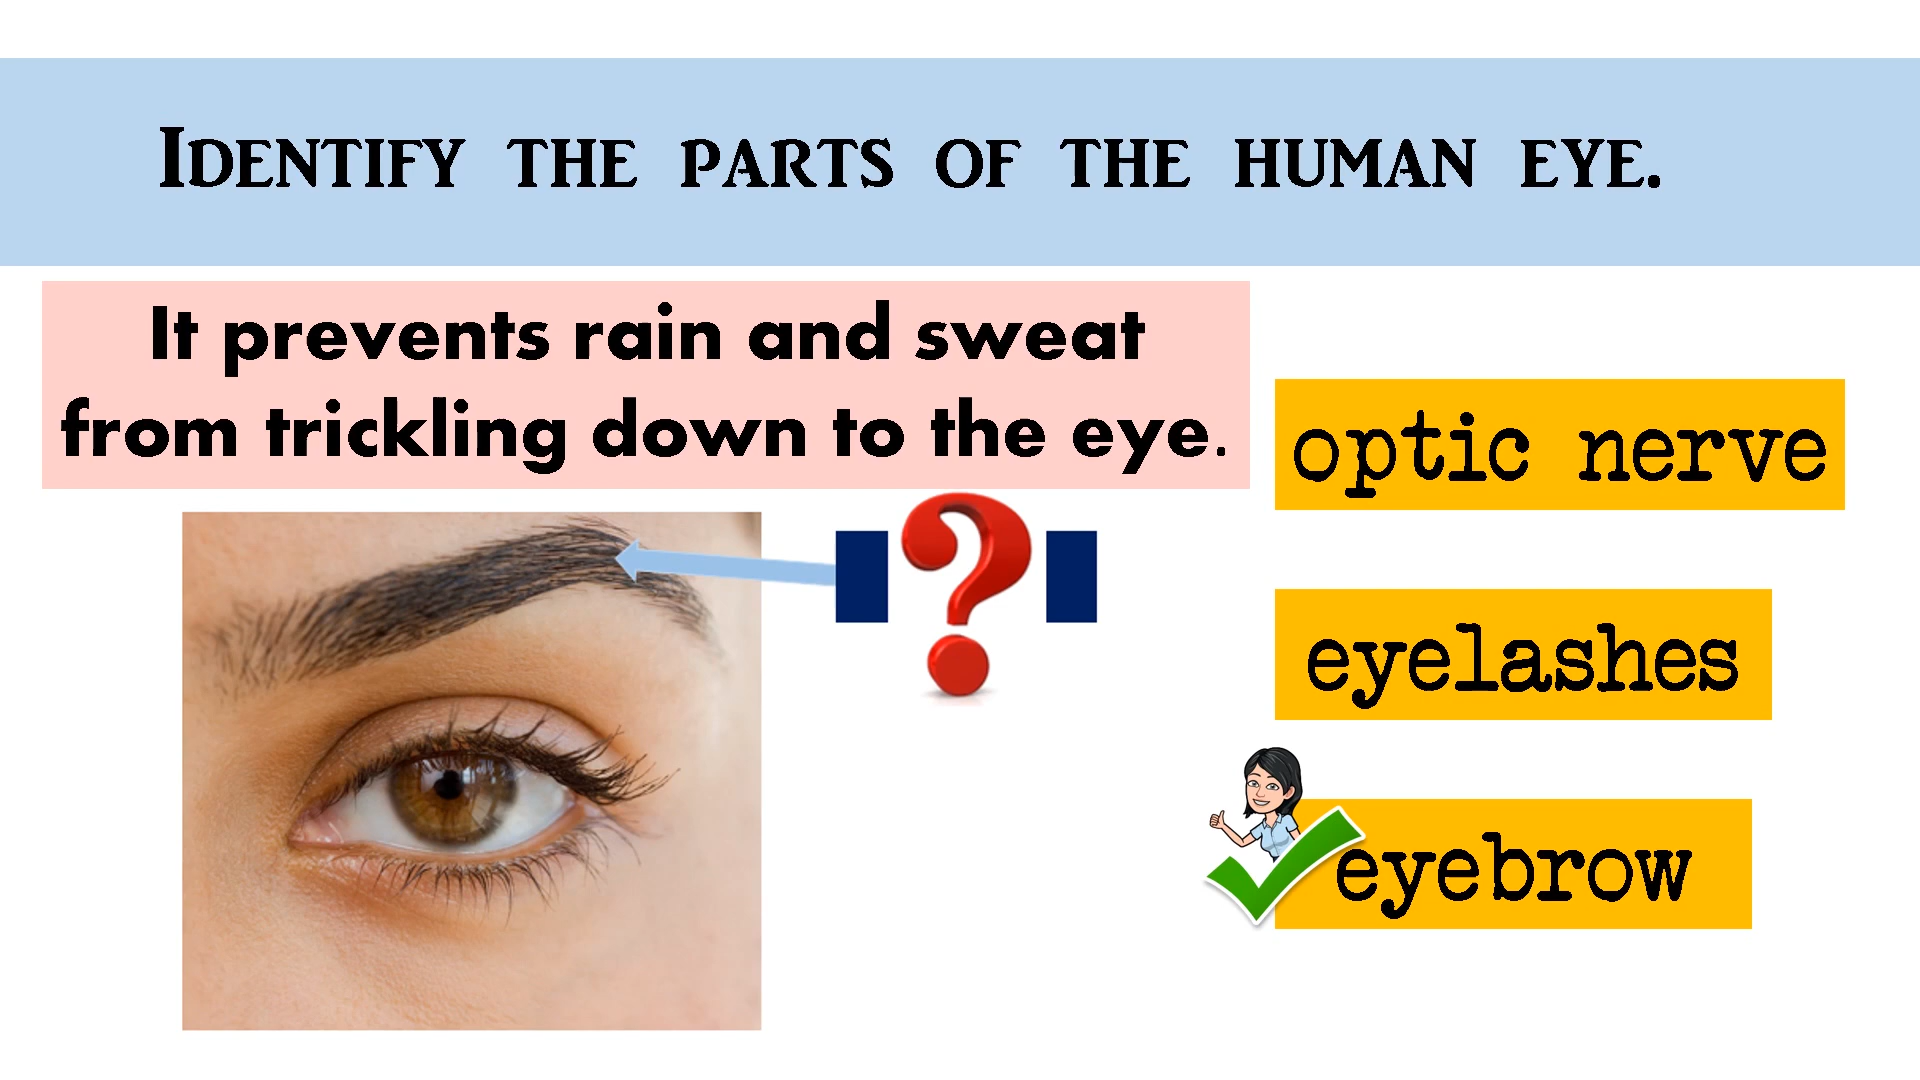 Identify the parts of the human eye.
It prevents rain and sweat
from trickling down to the eye.
optic nerve
eyelashes
eyebrow